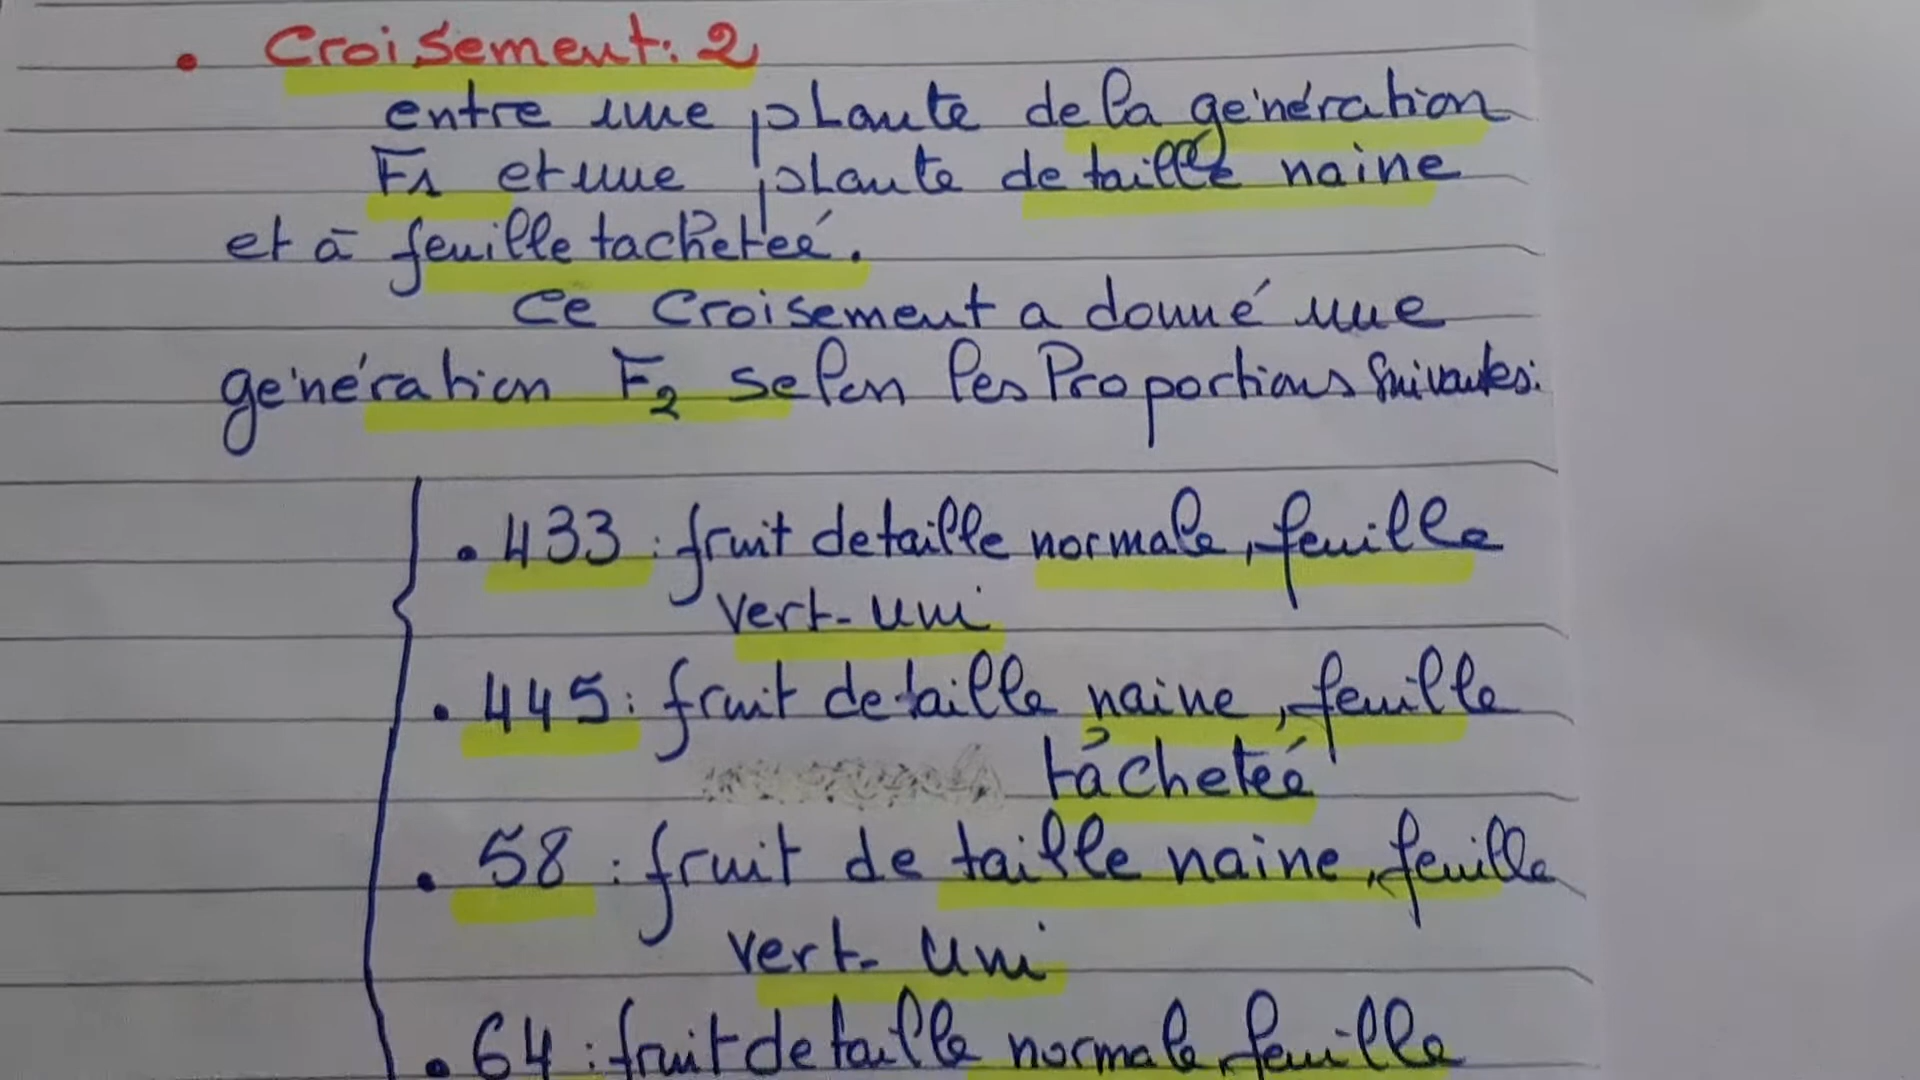 • Croisement: 2
entre une plante de la génération
F1 et une plante de taille naine
et à feuille tacheteé.
Ce croisement a donné une
génération F2 selon les Proportions suivantes:
• 433 : fruit de taille normale, feuille
vert-uni
• 445 : fruit de taille naine, feuille
tâcheteé
• 58 : fruit de taille naine, feuille
vert-uni
• 64 : fruit de taille normale, feuille